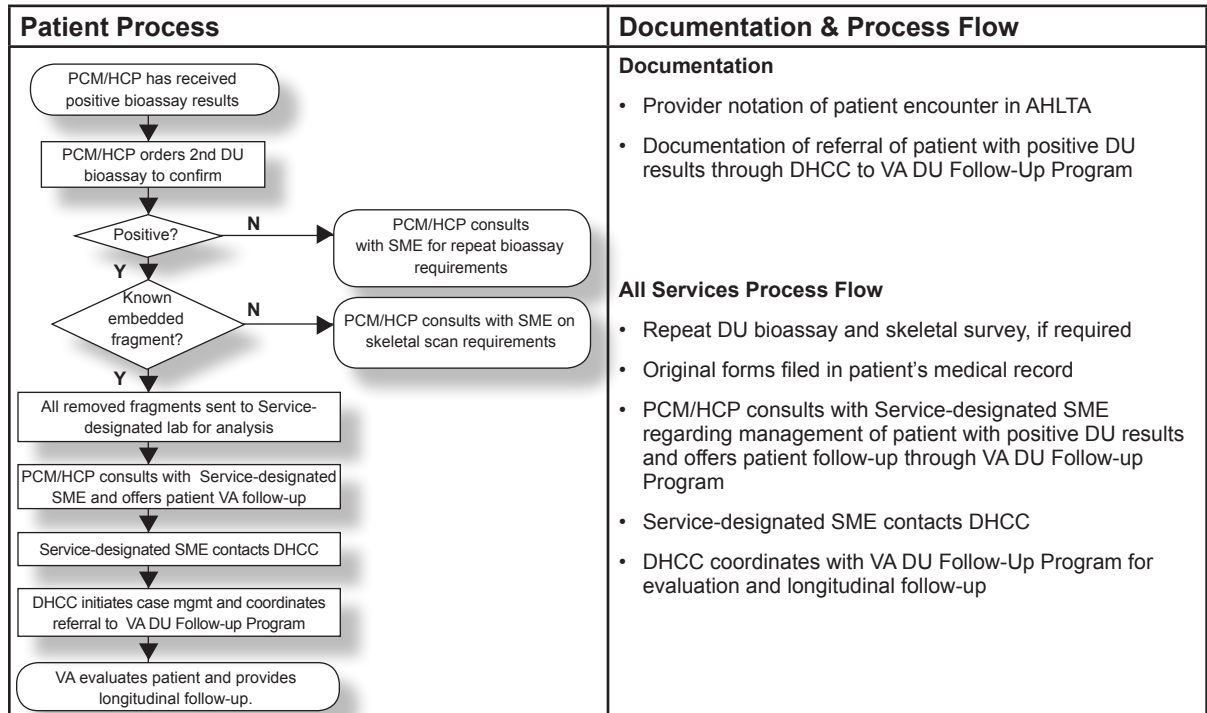 Patient Process
PCM/HCP has received
positive bioassay results
PCM/HCP orders 2nd DU
bioassay to confirm
Positive?
N
PCM/HCP consults
with SME for repeat bioassay
requirements
Y
Known
embedded
fragment?
N
PCM/HCP consults with SME on
skeletal scan requirements
Y
All removed fragments sent to Service-
designated lab for analysis
PCM/HCP consults with Service-designated
SME and offers patient VA follow-up
Service-designated SME contacts DHCC
DHCC initiates case mgmt and coordinates
referral to VA DU Follow-up Program
VA evaluates patient and provides
longitudinal follow-up.
Documentation & Process Flow
Documentation
• Provider notation of patient encounter in AHLTA
• Documentation of referral of patient with positive DU
results through DHCC to VA DU Follow-Up Program
All Services Process Flow
• Repeat DU bioassay and skeletal survey, if required
• Original forms filed in patient's medical record
• PCM/HCP consults with Service-designated SME
regarding management of patient with positive DU results
and offers patient follow-up through VA DU Follow-up
Program
• Service-designated SME contacts DHCC
• DHCC coordinates with VA DU Follow-Up Program for
evaluation and longitudinal follow-up